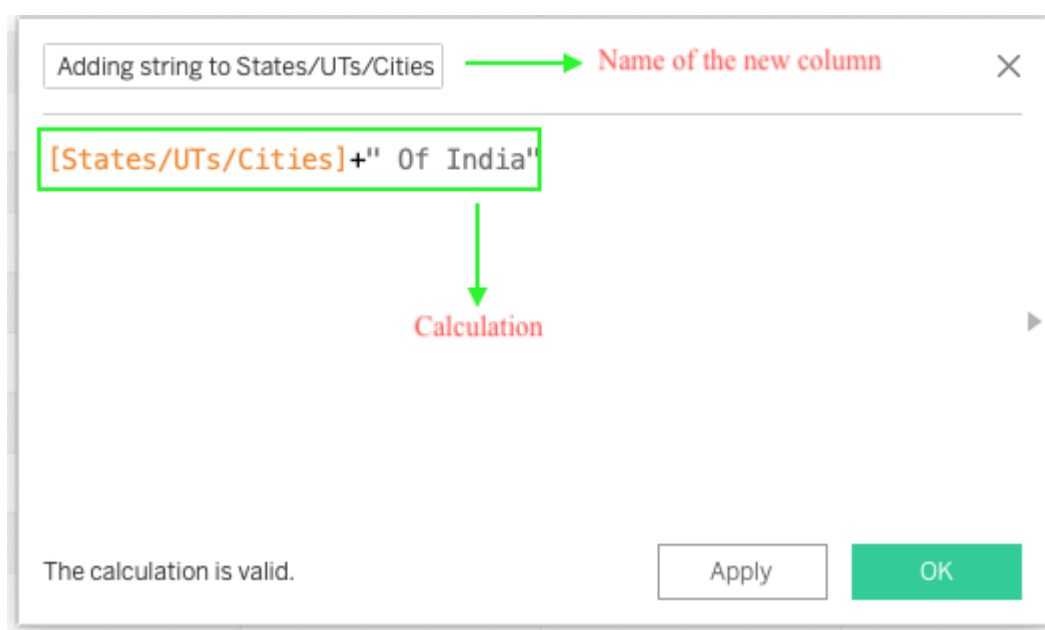 Adding string to States/UTs/Cities Name of the new column
[States/UTs/Cities]+" Of India"
Calculation
The calculation is valid. Apply OK